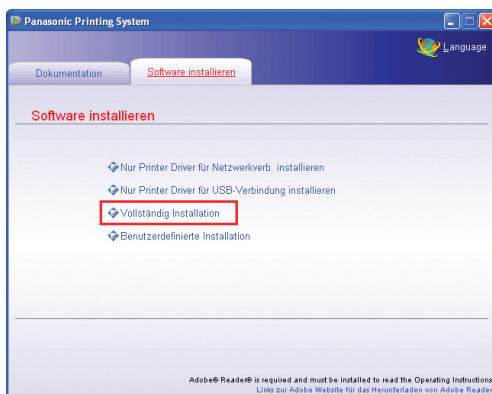 Panasonic Printing System
Language
Dokumentation
Software installieren
Software installieren
Nur Printer Driver für Netzwerkverb. installieren
Nur Printer Driver für USB-Verbindung installieren
Vollständig Installation
Benutzerdefinierte Installation
Adobe® Reader® is required and must be installed to read the Operating Instructions
Links zur Adobe Website für das Herunterladen von Adobe Reader